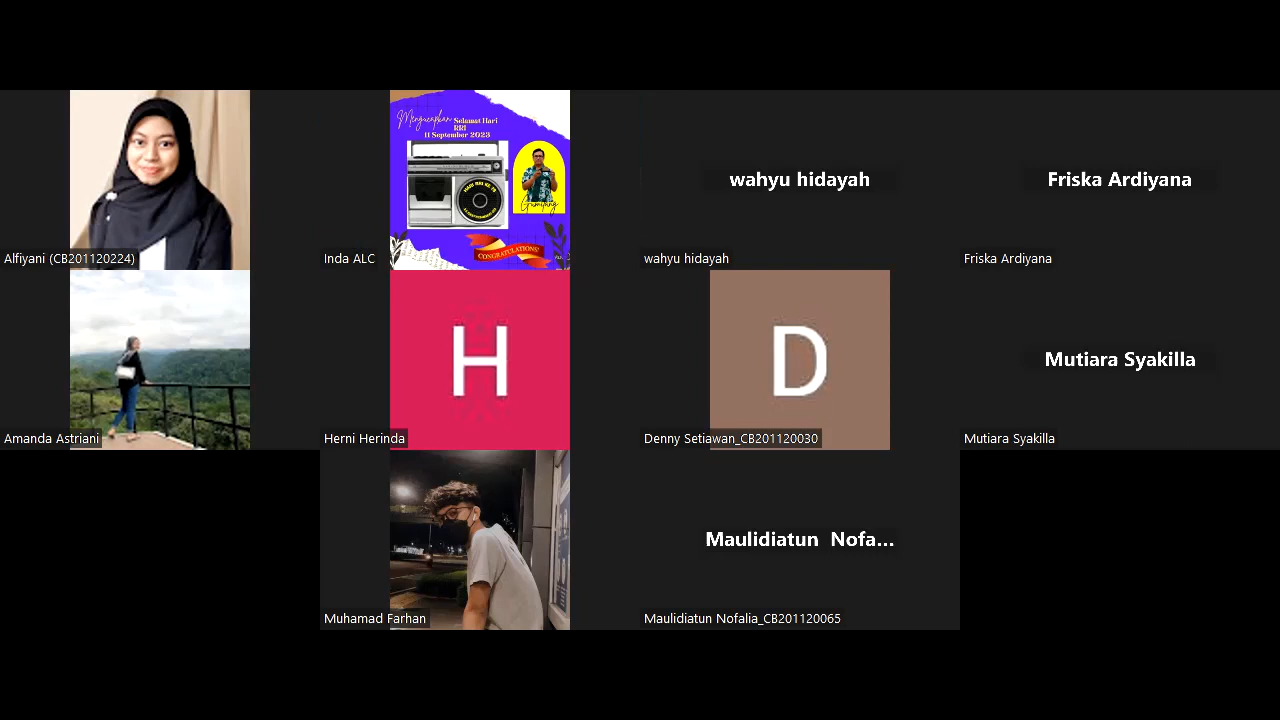 Mengucapkan Selamat Hari
RRI
11 September 2023
Gumilang
CONGRATULATIONS!
Alfiyani (CB201120224)
Inda ALC
wahyu hidayah
wahyu hidayah
Friska Ardiyana
Friska Ardiyana
H
D
Mutiara Syakilla
Amanda Astriani
Herni Herinda
Denny Setiawan_CB201120030
Mutiara Syakilla
Maulidiatun Nofa...
Muhamad Farhan
Maulidiatun Nofalia_CB201120065